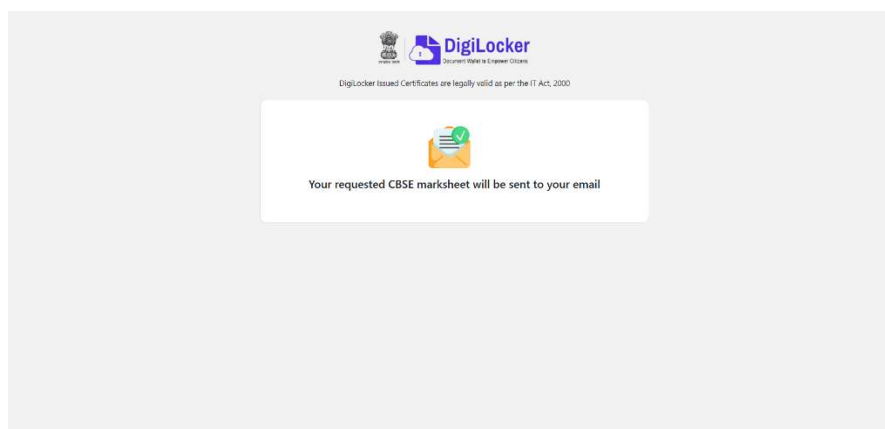 DigiLocker
Document Wallet to Empower Citizens
DigiLocker Issued Certificates are legally valid as per the IT Act, 2000
Your requested CBSE marksheet will be sent to your email